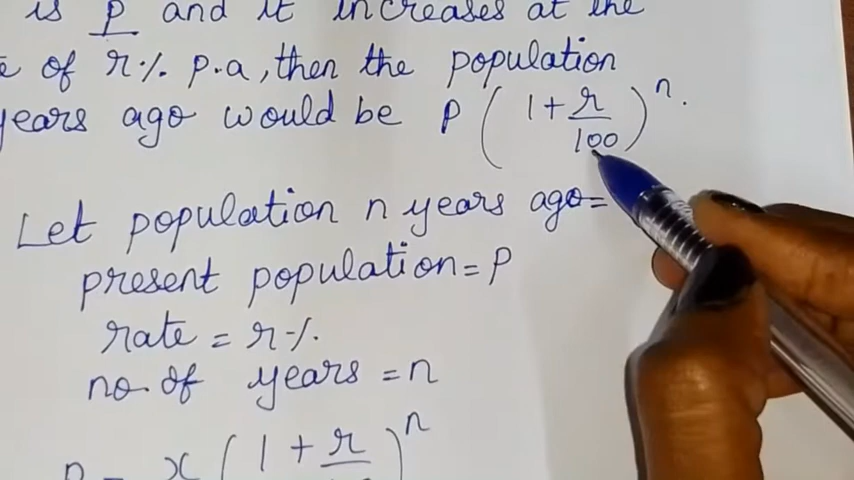 is P and it increases at the
of r% p.a, then the population
years ago would be P (1 + r/100)^n.
Let population n years ago =
present population = P
rate = r%
no. of years = n
P = x (1 + r/
)^n